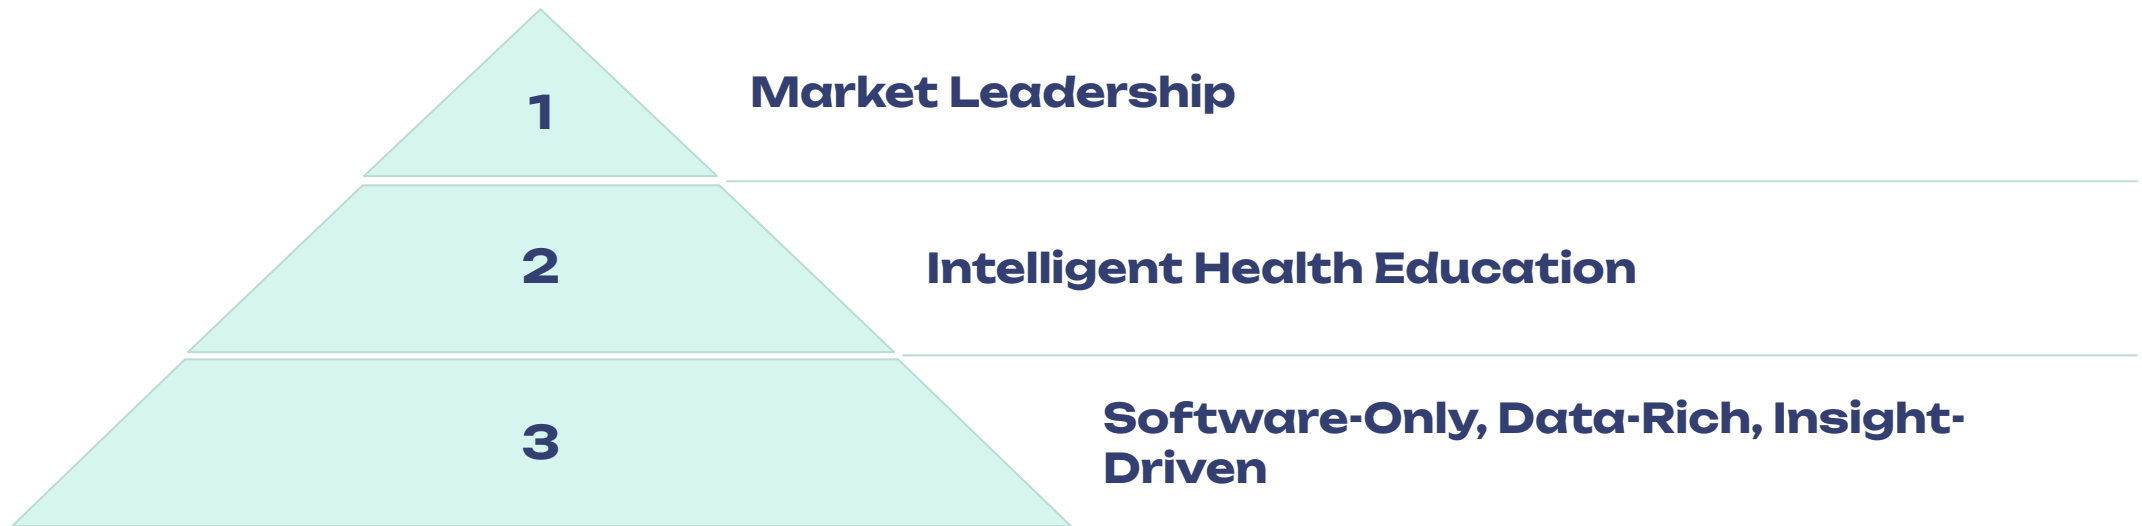 1
Market Leadership
2
Intelligent Health Education
3
Software-Only, Data-Rich, Insight-
Driven